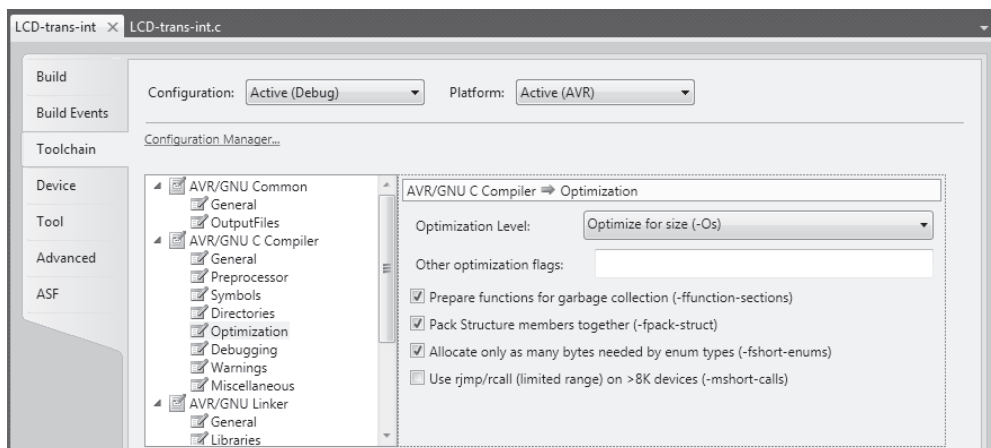 LCD-trans-int
LCD-trans-int.c
Build
Build Events
Toolchain
Device
Tool
Advanced
ASF
Configuration: Active (Debug) Platform: Active (AVR)
Configuration Manager...
AVR/GNU Common
General
OutputFiles
AVR/GNU C Compiler
General
Preprocessor
Symbols
Directories
Optimization
Debugging
Warnings
Miscellaneous
AVR/GNU Linker
General
Libraries
AVR/GNU C Compiler ➡ Optimization
Optimization Level: Optimize for size (-Os)
Other optimization flags:
Prepare functions for garbage collection (-ffunction-sections)
Pack Structure members together (-fpack-struct)
Allocate only as many bytes needed by enum types (-fshort-enums)
Use rjmp/rcall (limited range) on >8K devices (-mshort-calls)